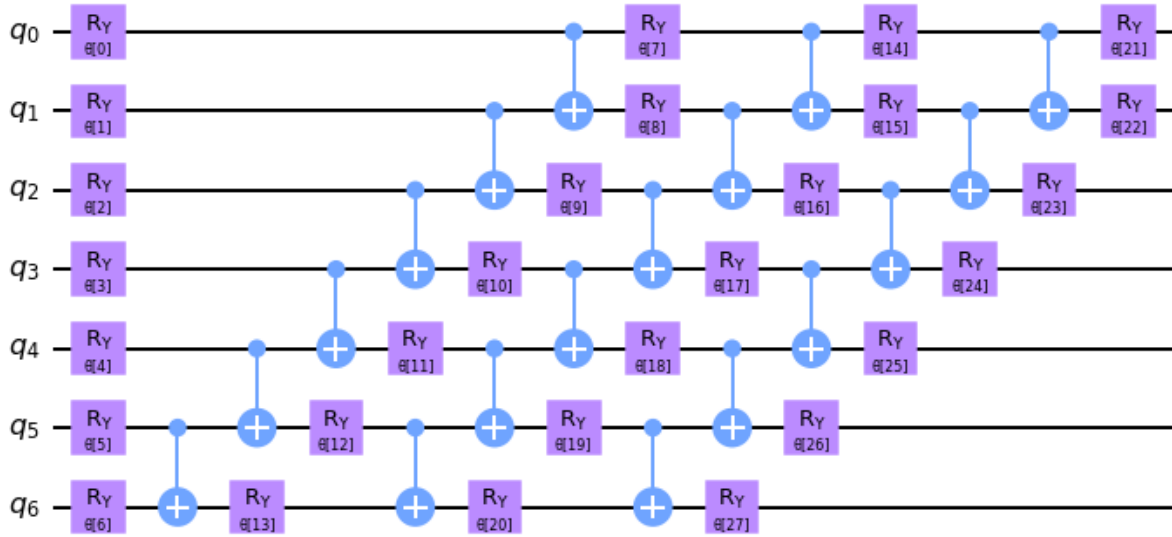 q0 RY RY RY RY
θ[0] θ[7] θ[14] θ[21]
q1 RY RY RY RY
θ[1] θ[8] θ[15] θ[22]
q2 RY RY RY RY
θ[2] θ[9] θ[16] θ[23]
q3 RY RY RY RY
θ[3] θ[10] θ[17] θ[24]
q4 RY RY RY RY
θ[4] θ[11] θ[18] θ[25]
q5 RY RY RY RY
θ[5] θ[12] θ[19] θ[26]
q6 RY RY RY RY
θ[6] θ[13] θ[20] θ[27]